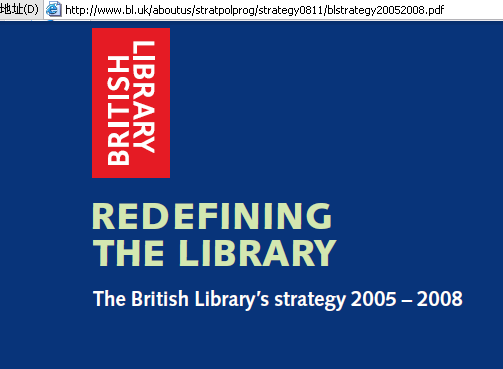 地址(D) http://www.bl.uk/aboutus/stratpolprog/strategy0811/blstrategy20052008.pdf
BRITISH
LIBRARY
REDEFINING
THE LIBRARY
The British Library's strategy 2005 – 2008